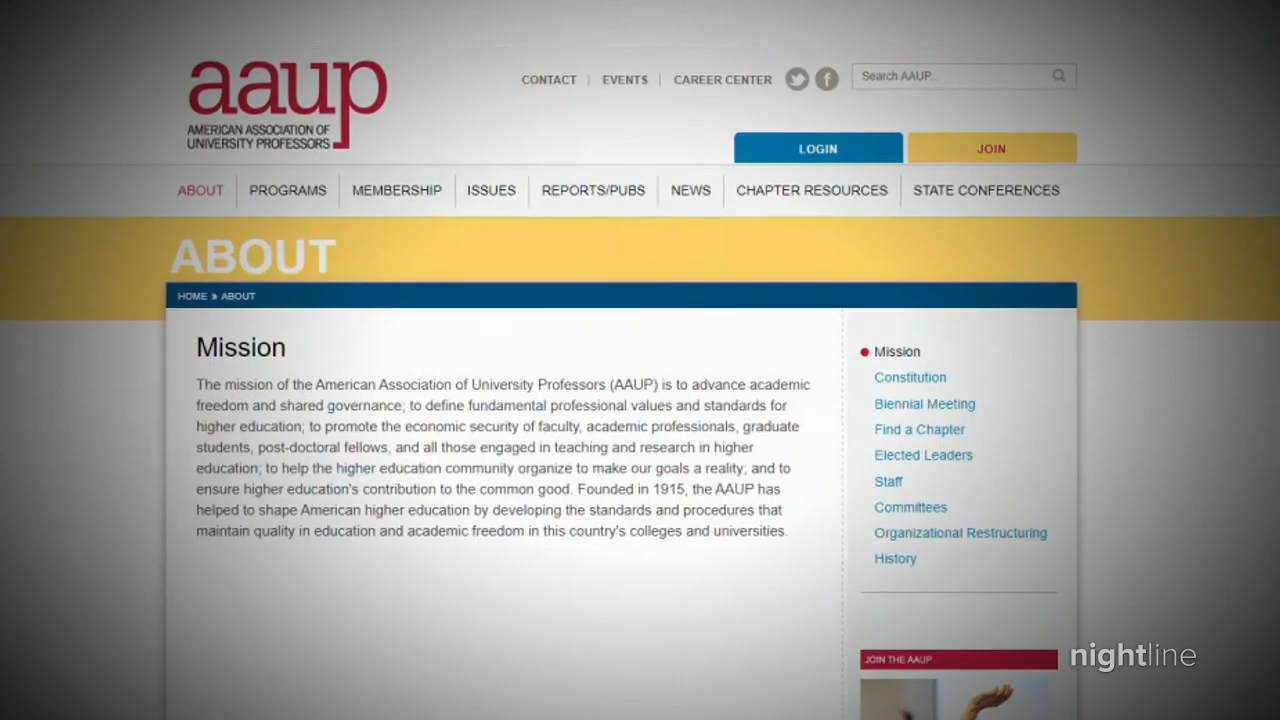 aaup
AMERICAN ASSOCIATION OF
UNIVERSITY PROFESSORS
CONTACT
EVENTS
CAREER CENTER
Search AAUP...
LOGIN
JOIN
ABOUT
PROGRAMS
MEMBERSHIP
ISSUES
REPORTS/PUBS
NEWS
CHAPTER RESOURCES
STATE CONFERENCES
ABOUT
HOME » ABOUT
Mission
The mission of the American Association of University Professors (AAUP) is to advance academic
freedom and shared governance; to define fundamental professional values and standards for
higher education; to promote the economic security of faculty, academic professionals, graduate
students, post-doctoral fellows, and all those engaged in teaching and research in higher
education; to help the higher education community organize to make our goals a reality; and to
ensure higher education's contribution to the common good. Founded in 1915, the AAUP has
helped to shape American higher education by developing the standards and procedures that
maintain quality in education and academic freedom in this country's colleges and universities.
Mission
Constitution
Biennial Meeting
Find a Chapter
Elected Leaders
Staff
Committees
Organizational Restructuring
History
JOIN THE AAUP
nightline